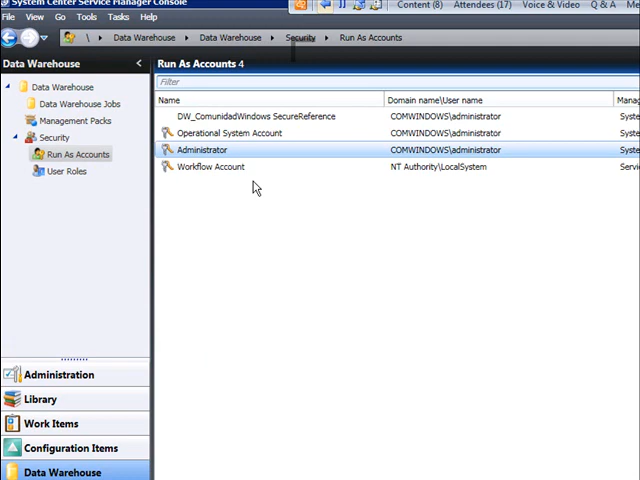 System Center Service Manager Console
Content (8) Attendees (17) Voice & Video Q & A
File View Go Tools Tasks Help
\ Data Warehouse Data Warehouse Security Run As Accounts
Data Warehouse <
Run As Accounts 4
Filter
Data Warehouse
Data Warehouse Jobs
Management Packs
Security
Run As Accounts
User Roles
Name Domain name\User name
DW_ComunidadWindows SecureReference COMWINDOWS\administrator
Operational System Account COMWINDOWS\administrator
Administrator COMWINDOWS\administrator
Workflow Account NT Authority\LocalSystem
Administration
Library
Work Items
Configuration Items
Data Warehouse